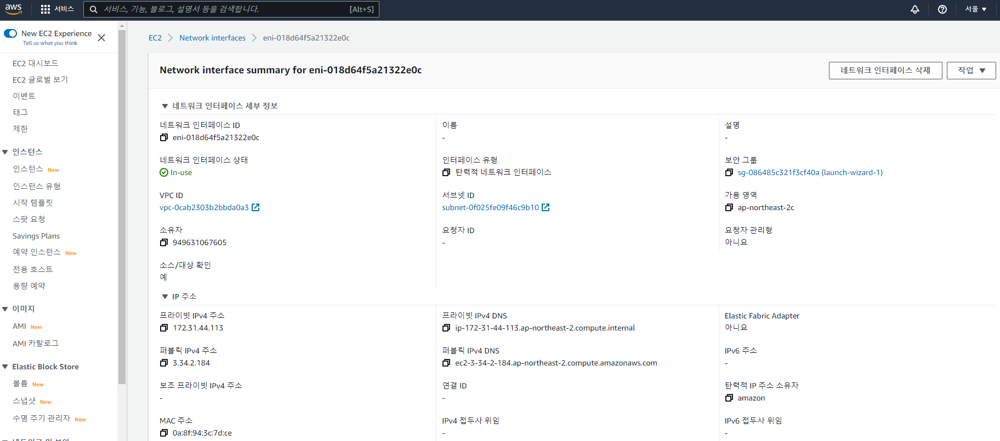 aws
서비스
서비스, 기능, 블로그, 설명서 등을 검색합니다.
[Alt+S]
서울 ▼
New EC2 Experience
Tell us what you think
EC2 대시보드
EC2 글로벌 보기
이벤트
태그
제한
인스턴스
인스턴스 New
인스턴스 유형
시작 템플릿
스팟 요청
Savings Plans
예약 인스턴스 New
전용 호스트
용량 예약
이미지
AMI New
AMI 카탈로그
Elastic Block Store
볼륨 New
스냅샷 New
수명 주기 관리자 New
EC2 > Network interfaces > eni-018d64f5a21322e0c
Network interface summary for eni-018d64f5a21322e0c
네트워크 인터페이스 삭제
작업 ▼
▼ 네트워크 인터페이스 세부 정보
네트워크 인터페이스 ID
eni-018d64f5a21322e0c
이름
-
설명
-
네트워크 인터페이스 상태
In-use
인터페이스 유형
탄력적 네트워크 인터페이스
보안 그룹
sg-086485c321f3cf40a (launch-wizard-1)
VPC ID
vpc-0cab2303b2bbda0a3
서브넷 ID
subnet-0f025fe09f46c9b10
가용 영역
ap-northeast-2c
소유자
949631067605
요청자 ID
-
요청자 관리형
아니요
소스/대상 확인
예
▼ IP 주소
프라이빗 IPv4 주소
172.31.44.113
프라이빗 IPv4 DNS
ip-172-31-44-113.ap-northeast-2.compute.internal
Elastic Fabric Adapter
아니요
퍼블릭 IPv4 주소
3.34.2.184
퍼블릭 IPv4 DNS
ec2-3-34-2-184.ap-northeast-2.compute.amazonaws.com
IPv6 주소
-
보조 프라이빗 IPv4 주소
-
연결 ID
-
탄력적 IP 주소 소유자
amazon
MAC 주소
0a:8f:94:3c:7d:ce
IPv4 접두사 위임
-
IPv6 접두사 위임
-